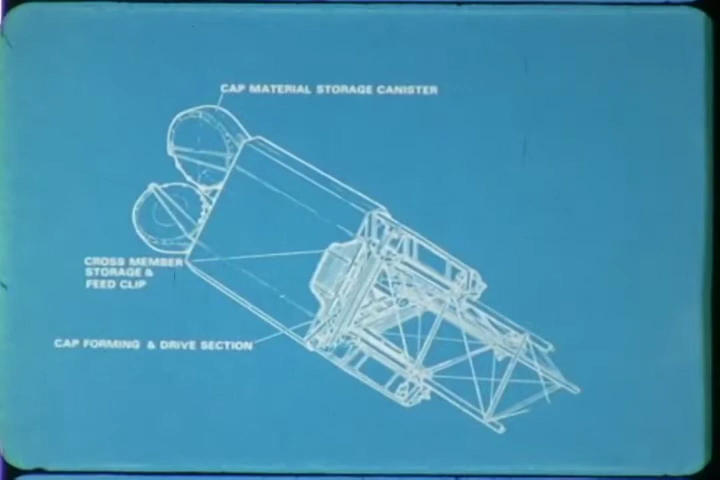 CAP MATERIAL STORAGE CANISTER
CROSS MEMBER
STORAGE &
FEED CLIP
CAP FORMING & DRIVE SECTION